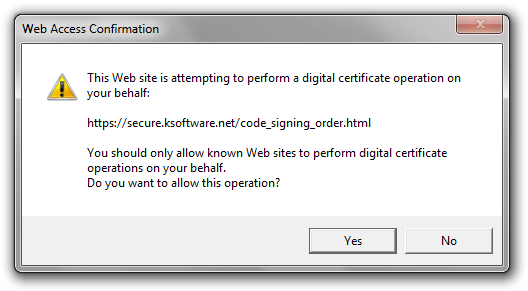 Web Access Confirmation
This Web site is attempting to perform a digital certificate operation on
your behalf:
https://secure.ksoftware.net/code_signing_order.html
You should only allow known Web sites to perform digital certificate
operations on your behalf.
Do you want to allow this operation?
Yes
No